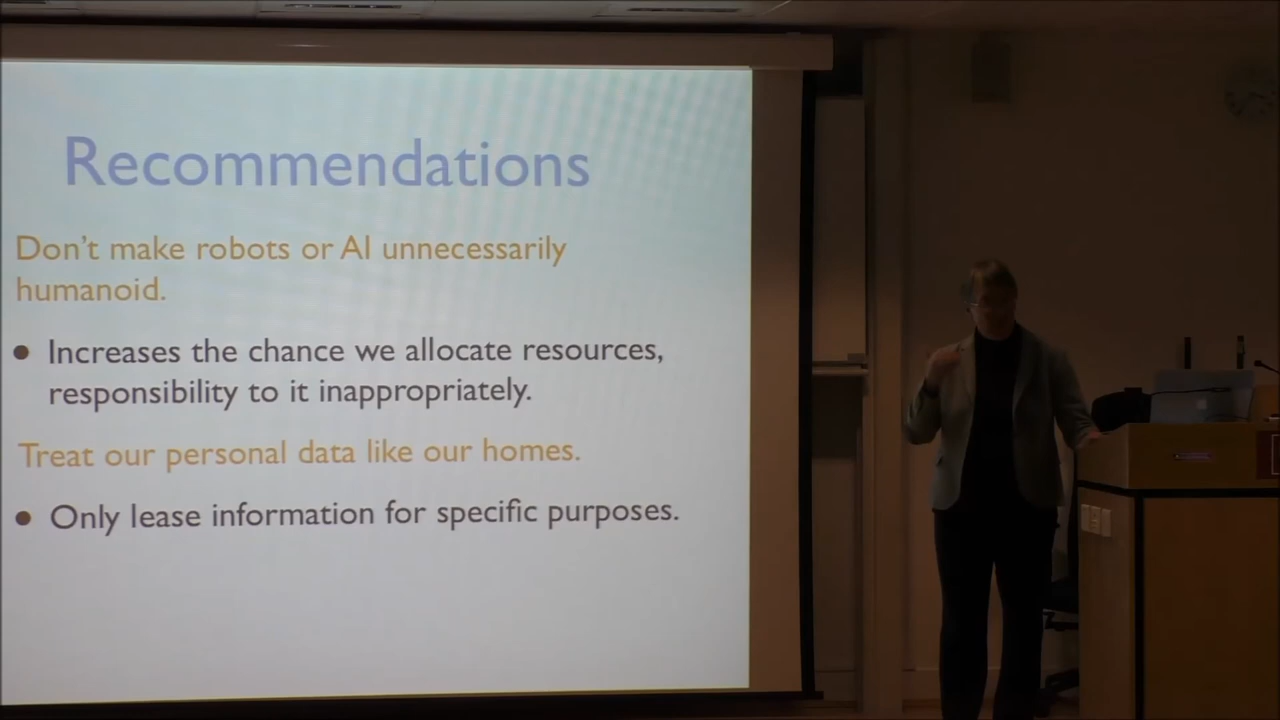 Recommendations
Don't make robots or AI unnecessarily
humanoid.
• Increases the chance we allocate resources,
responsibility to it inappropriately.
Treat our personal data like our homes.
• Only lease information for specific purposes.